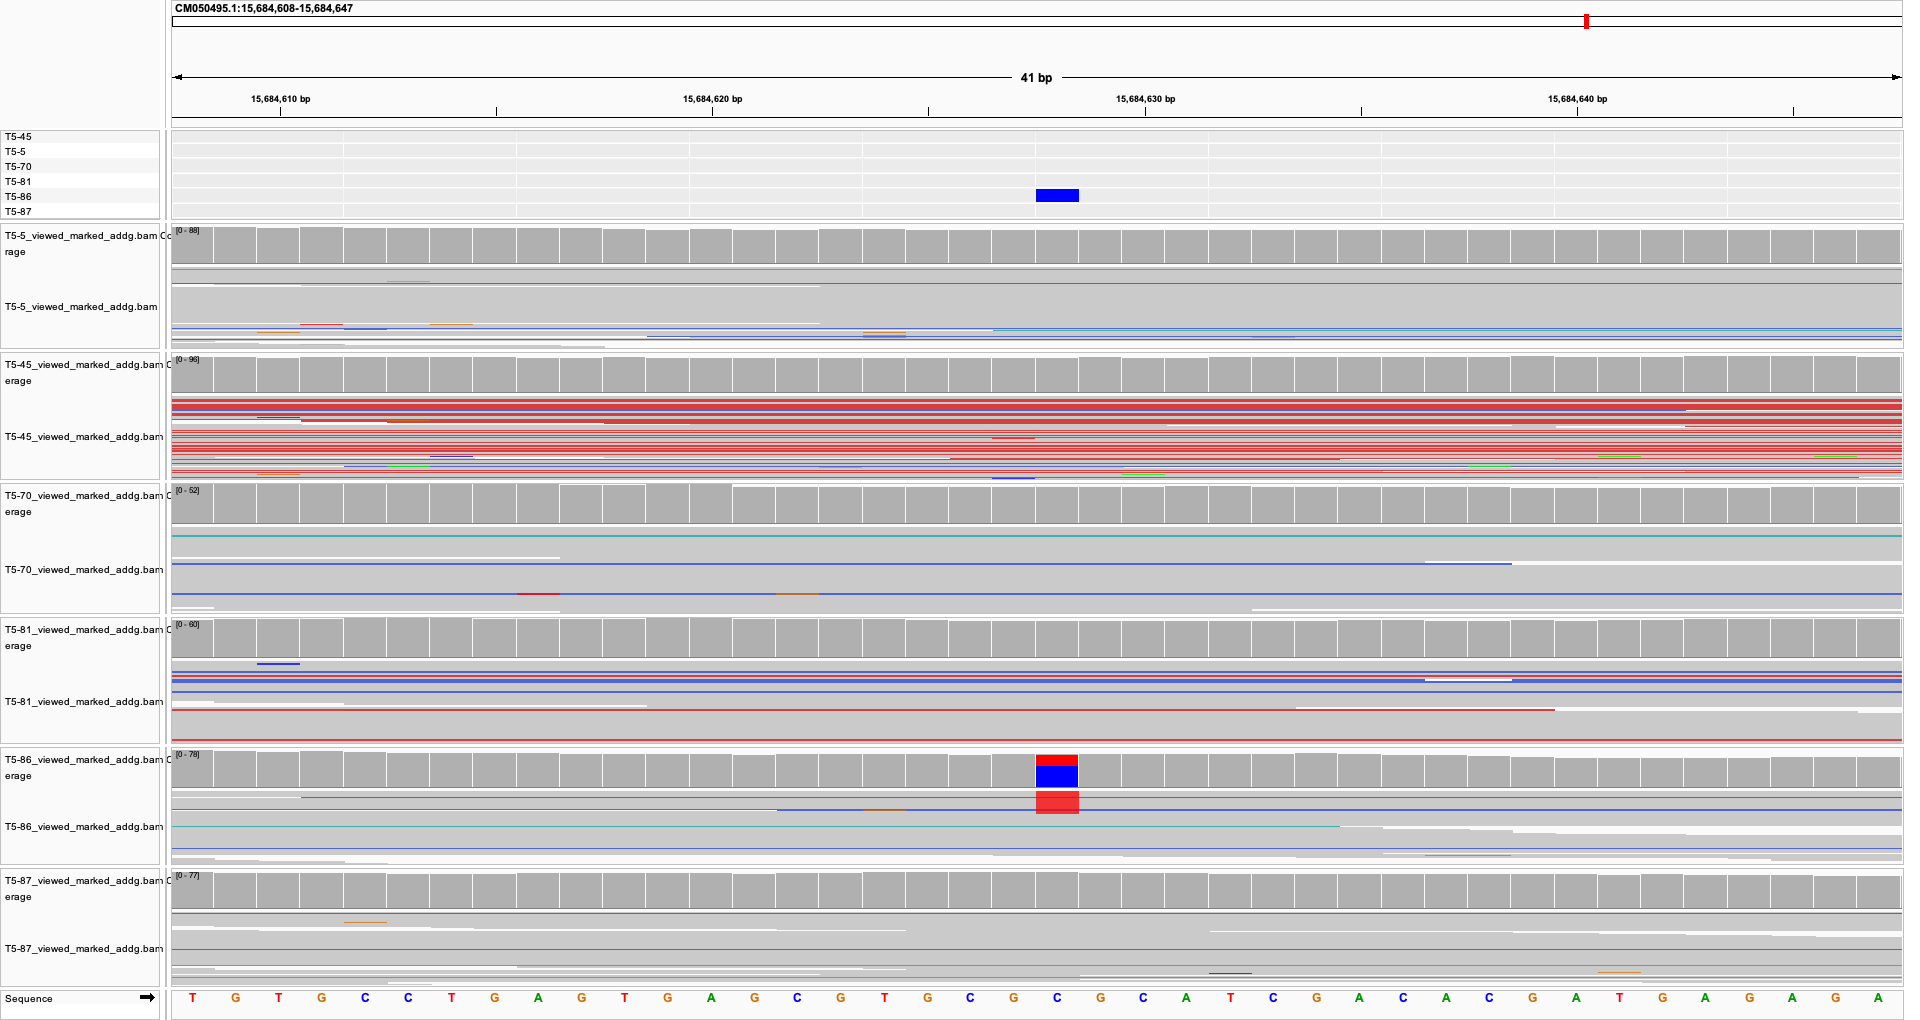 CM050495.1:15,684,608-15,684,647
41 bp
15,684,610 bp 15,684,620 bp 15,684,630 bp 15,684,640 bp
T5-45
T5-5
T5-70
T5-81
T5-86
T5-87
T5-5_viewed_marked_addg.bam Co
rage
[0 - 88]
T5-5_viewed_marked_addg.bam
T5-45_viewed_marked_addg.bam C
erage
[0 - 96]
T5-45_viewed_marked_addg.bam
T5-70_viewed_marked_addg.bam C
erage
[0 - 52]
T5-70_viewed_marked_addg.bam
T5-81_viewed_marked_addg.bam C
erage
[0 - 60]
T5-81_viewed_marked_addg.bam
T5-86_viewed_marked_addg.bam C
erage
[0 - 78]
T5-86_viewed_marked_addg.bam
T5-87_viewed_marked_addg.bam C
erage
[0 - 77]
T5-87_viewed_marked_addg.bam
Sequence T G T G C C T G A G T G A G C G T G C G C G C A T C G A C A C G A T G A G A G A